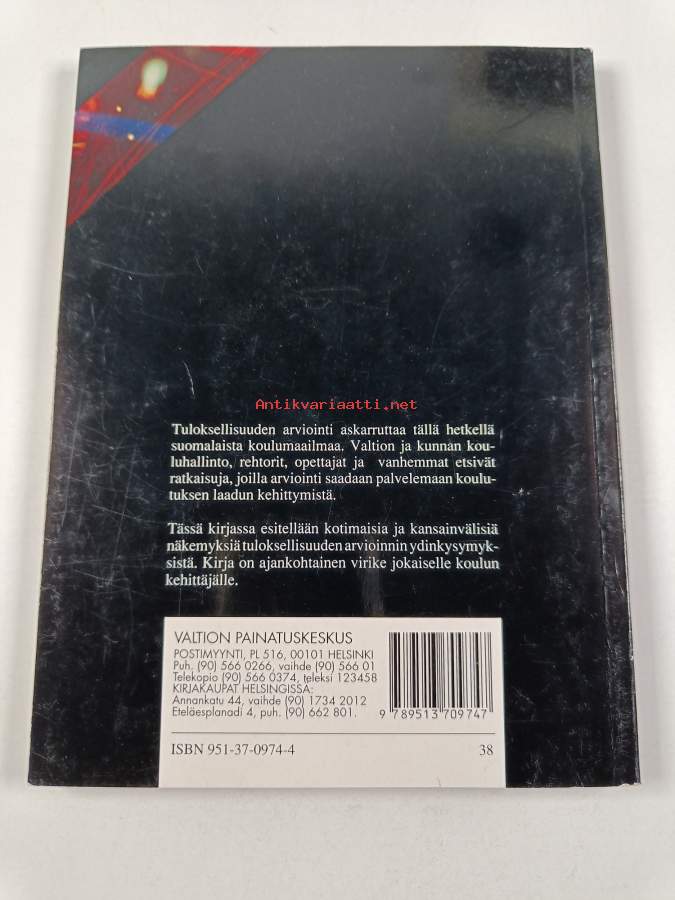 Antikvariaatti.net
Tuloksellisuuden arviointi askarruttaa tällä hetkellä
suomalaista koulumaailmaa. Valtion ja kunnan kou-
luhallinto, rehtorit, opettajat ja vanhemmat etsivät
ratkaisuja, joilla arviointi saadaan palvelemaan koulu-
tuksen laadun kehittymistä.
Tässä kirjassa esitellään kotimaisia ja kansainvälisiä
näkemyksiä tuloksellisuuden arvioinnin ydinkysymyk-
sistä. Kirja on ajankohtainen virike jokaiselle koulun
kehittäjälle.
VALTION PAINATUSKESKUS
POSTIMYYNTI, PL 516, 00101 HELSINKI
Puh. (90) 566 0266, vaihde (90) 566 01
Telekopio (90) 566 0374, teleksi 123458
KIRJAKAUPAT HELSINGISSÄ:
Annankatu 44, vaihde (90) 1734 2012
Eteläesplanadi 4, puh. (90) 662 801.
9 789513 709747
ISBN 951-37-0974-4 38